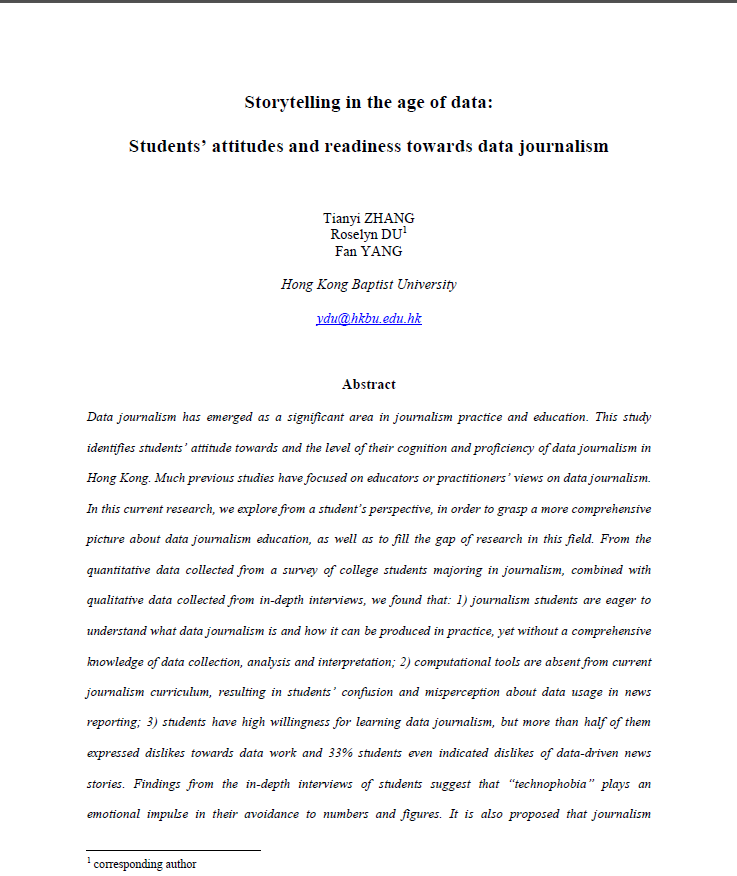 Storytelling in the age of data:
Students’ attitudes and readiness towards data journalism
Tianyi ZHANG
Roselyn DU1
Fan YANG
Hong Kong Baptist University
ydu@hkbu.edu.hk
Abstract
Data journalism has emerged as a significant area in journalism practice and education. This study
identifies students’ attitude towards and the level of their cognition and proficiency of data journalism in
Hong Kong. Much previous studies have focused on educators or practitioners’ views on data journalism.
In this current research, we explore from a student’s perspective, in order to grasp a more comprehensive
picture about data journalism education, as well as to fill the gap of research in this field. From the
quantitative data collected from a survey of college students majoring in journalism, combined with
qualitative data collected from in-depth interviews, we found that: 1) journalism students are eager to
understand what data journalism is and how it can be produced in practice, yet without a comprehensive
knowledge of data collection, analysis and interpretation; 2) computational tools are absent from current
journalism curriculum, resulting in students’ confusion and misperception about data usage in news
reporting; 3) students have high willingness for learning data journalism, but more than half of them
expressed dislikes towards data work and 33% students even indicated dislikes of data-driven news
stories. Findings from the in-depth interviews of students suggest that “technophobia” plays an
emotional impulse in their avoidance to numbers and figures. It is also proposed that journalism
1 corresponding author